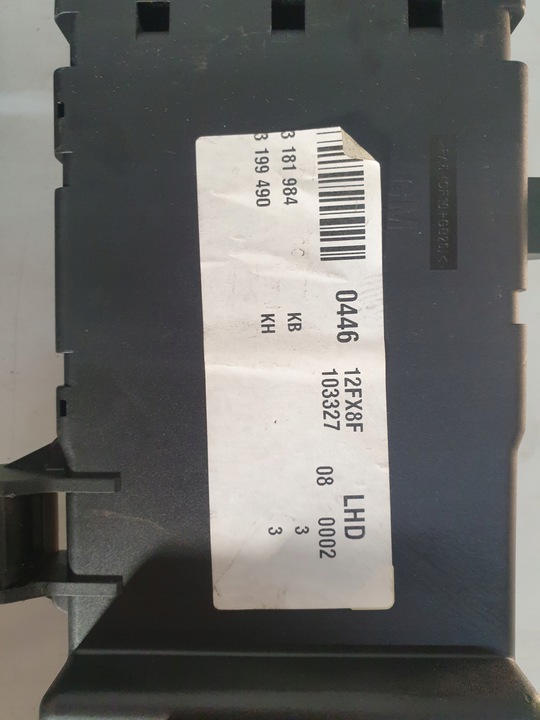 0446 12FX8F LHD
103327 08 0002
3 181 984 KB 3
3 199 490 KH 3